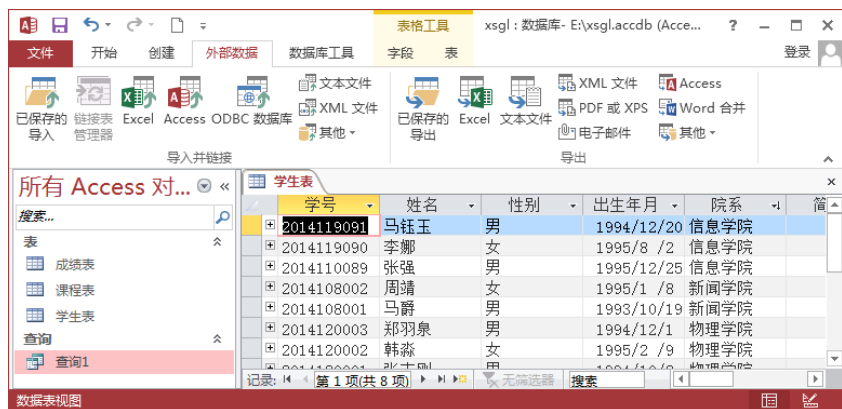 表格工具 xsgl : 数据库- E:\xsgl.accdb (Acce... ?
文件 开始 创建 外部数据 数据库工具 字段 表 登录
已保存的导入 链接表管理器 Excel Access ODBC 数据库 文本文件 XML 文件 其他 已保存的导出 Excel 文本文件 XML 文件 PDF 或 XPS 电子邮件 Access Word 合并 其他
导入并链接 导出
所有 Access 对... «
搜索...
表
成绩表
课程表
学生表
查询
查询1
学生表
学号 姓名 性别 出生年月 院系 简
2014119091 马钰玉 男 1994/12/20 信息学院
2014119090 李娜 女 1995/8 /2 信息学院
2014110089 张强 男 1995/12/25 信息学院
2014108002 周靖 女 1995/1 /8 新闻学院
2014108001 马爵 男 1993/10/19 新闻学院
2014120003 郑羽泉 男 1994/12/1 物理学院
2014120002 韩淼 女 1995/2 /9 物理学院
记录: 第 1 项(共 8 项) 无筛选器 搜索
数据表视图